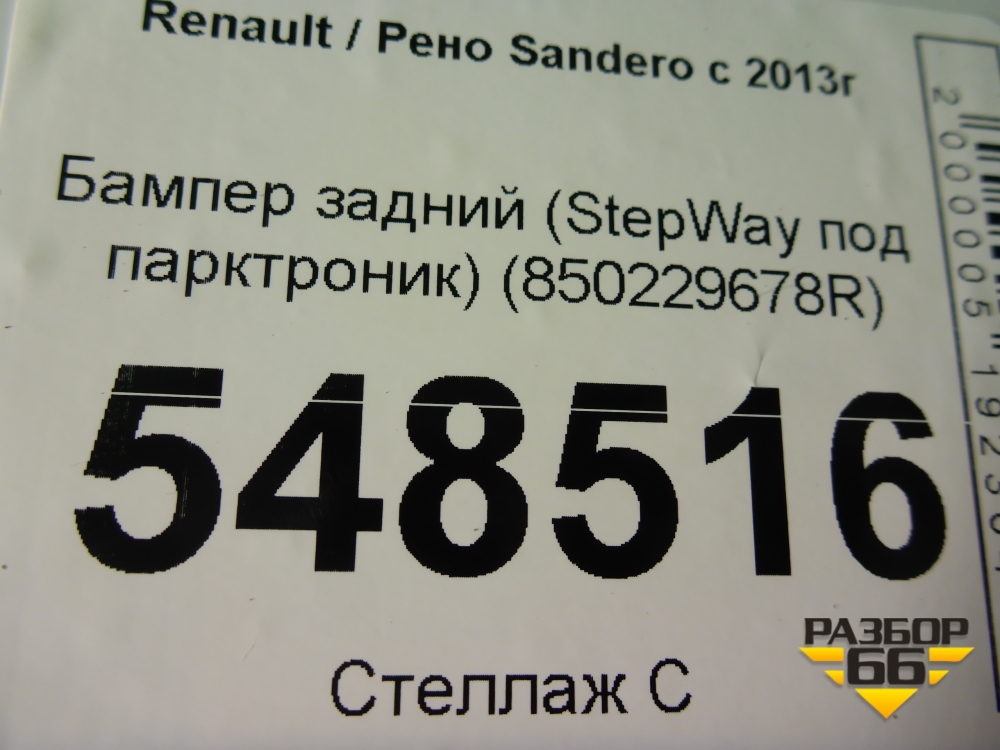 Renault / Рено Sandero с 2013г
Бампер задний (StepWay под
парктроник) (850229678R)
548516
Стеллаж С
РАЗБОР
66